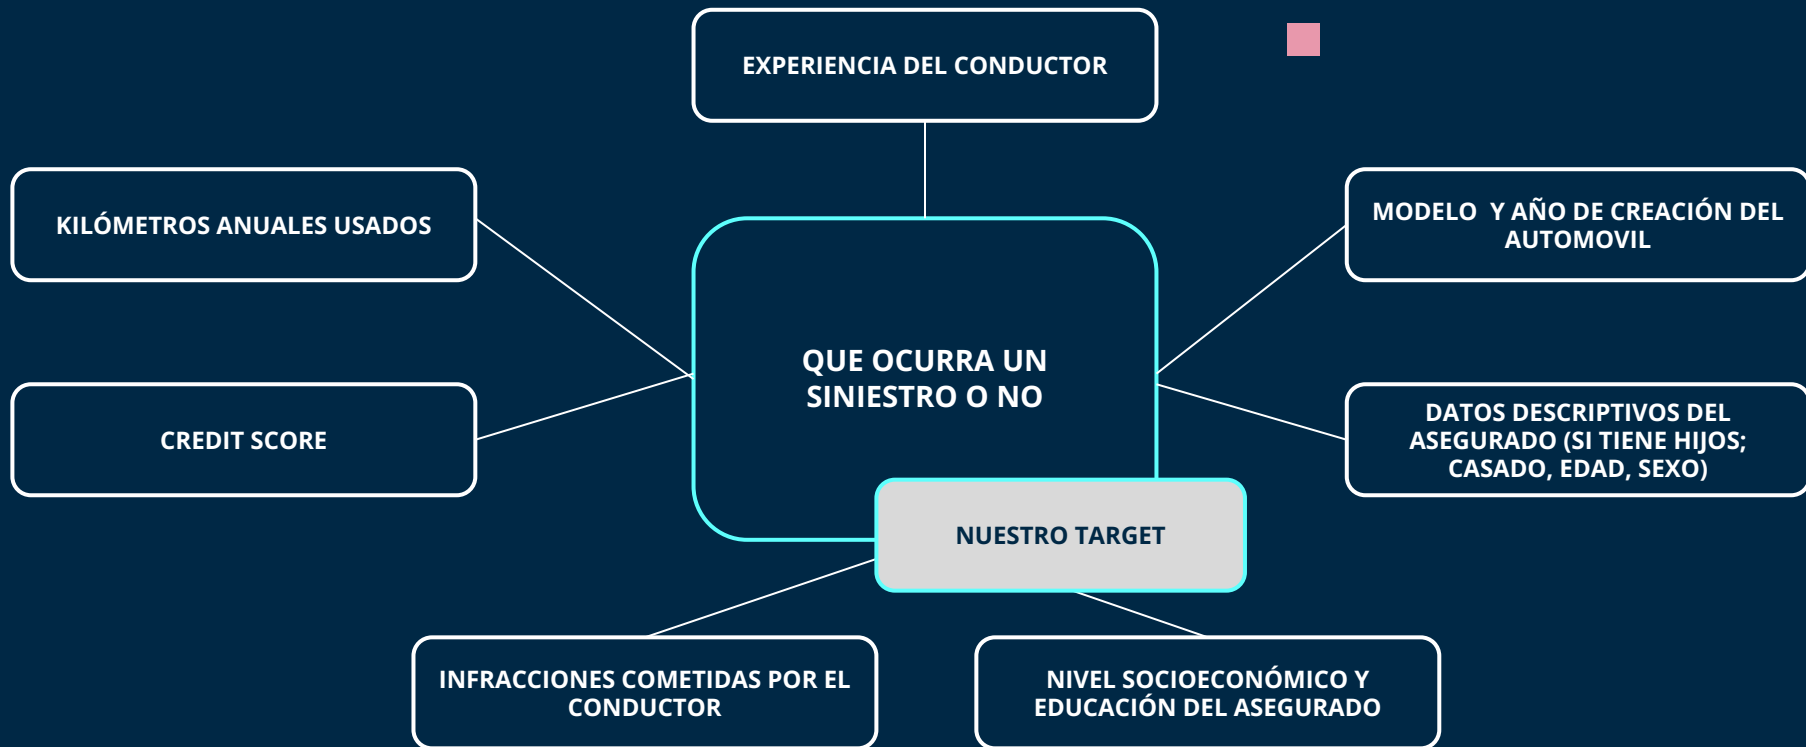 EXPERIENCIA DEL CONDUCTOR
KILÓMETROS ANUALES USADOS
MODELO  Y AÑO DE CREACIÓN DEL
AUTOMOVIL
QUE OCURRA UN
SINIESTRO O NO
CREDIT SCORE
DATOS DESCRIPTIVOS DEL
ASEGURADO (SI TIENE HIJOS;
CASADO, EDAD, SEXO)
NUESTRO TARGET
INFRACCIONES COMETIDAS POR EL
CONDUCTOR
NIVEL SOCIOECONÓMICO Y
EDUCACIÓN DEL ASEGURADO